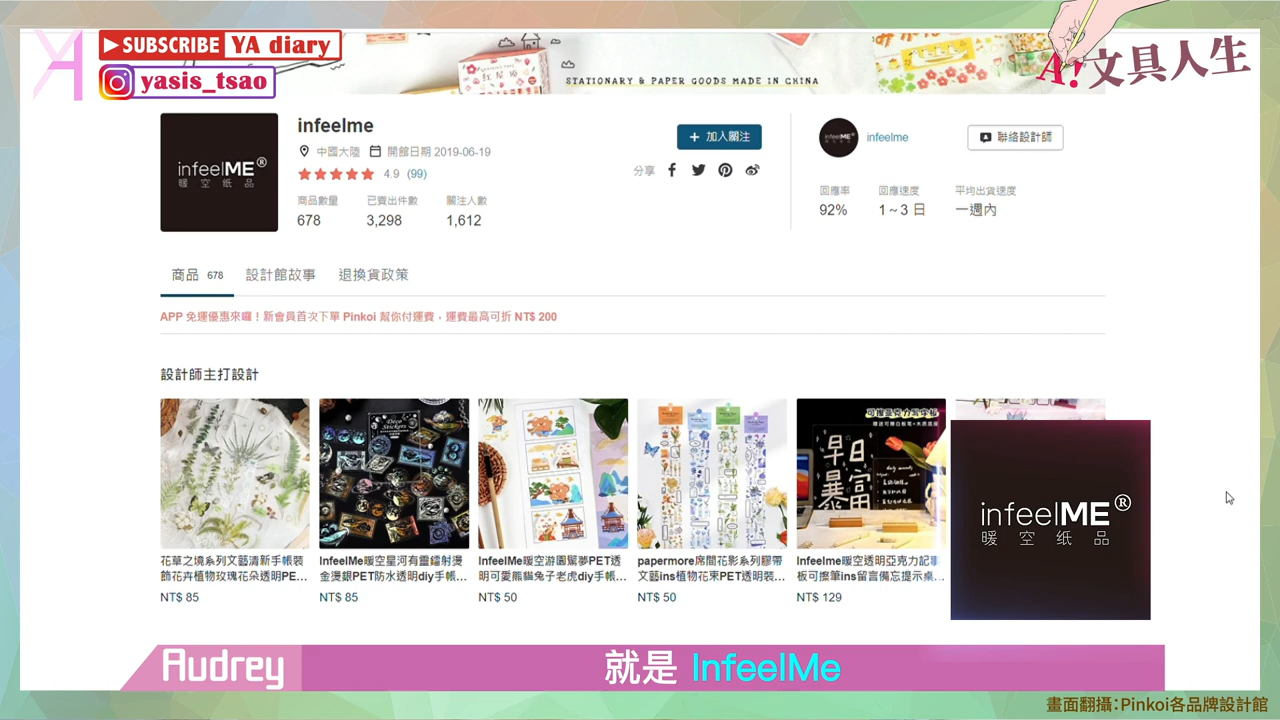 YA
SUBSCRIBE YA diary
yasis_tsao
STATIONARY & PAPER GOODS MADE IN CHINA
A!文具人生
infeelME®
暖空纸品
infeelme
中國大陸 開館日期 2019-06-19
4.9 (99)
商品數量 已賣出件數 關注人數
678 3,298 1,612
+ 加入關注
分享
infeelme
聯絡設計師
回應率 回應速度 平均出貨速度
92% 1~3 日 一週內
商品 678 設計館故事 退換貨政策
APP 免運優惠來囉！新會員首次下單 Pinkoi 幫你付運費，運費最高可折 NT$ 200
設計師主打設計
Deco Stickers
早日暴富
花草之境系列文藝清新手帳裝飾花卉植物玫瑰花朵透明PE...
NT$ 85
InfeelMe暖空星河有靈鐳射燙金燙銀PET防水透明diy手帳...
NT$ 85
InfeelMe暖空游園驚夢PET透明可愛熊貓兔子老虎diy手帳...
NT$ 50
papermore席間花影系列膠帶文藝ins植物花束PET透明裝...
NT$ 50
Infeelme暖空透明亞克力記事板可擦筆ins留言備忘提示桌...
NT$ 129
infeelME®
暖空纸品
Audrey
就是 InfeelMe
畫面翻攝:Pinkoi各品牌設計館